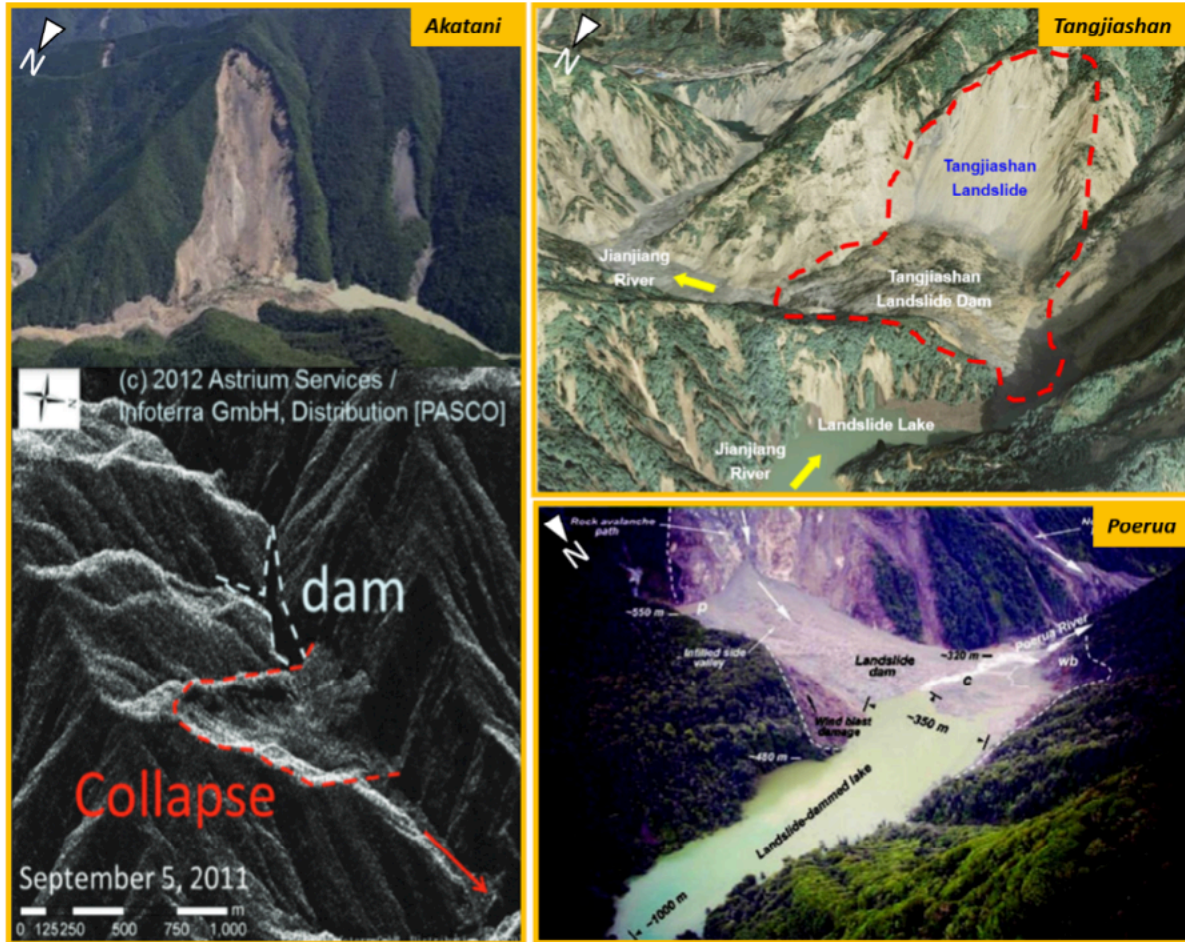 Akatani
N
(c) 2012 Astrium Services /
Infoterra GmbH, Distribution [PASCO]
N
dam
Collapse
September 5, 2011
0 125 250 500 750 1,000
m
Tangjiashan
N
Tangjiashan
Landslide
Jianjiang
River
Tangjiashan
Landslide Dam
Landslide Lake
Jianjiang
River
Poerua
N
Rock avalanche
path
~550 m
p
Infilled side
valley
Landslide
dam
~320 m
Poerua River
c
wb
~350 m
Wind blast
damage
~480 m
Landslide-dammed lake
~1000 m